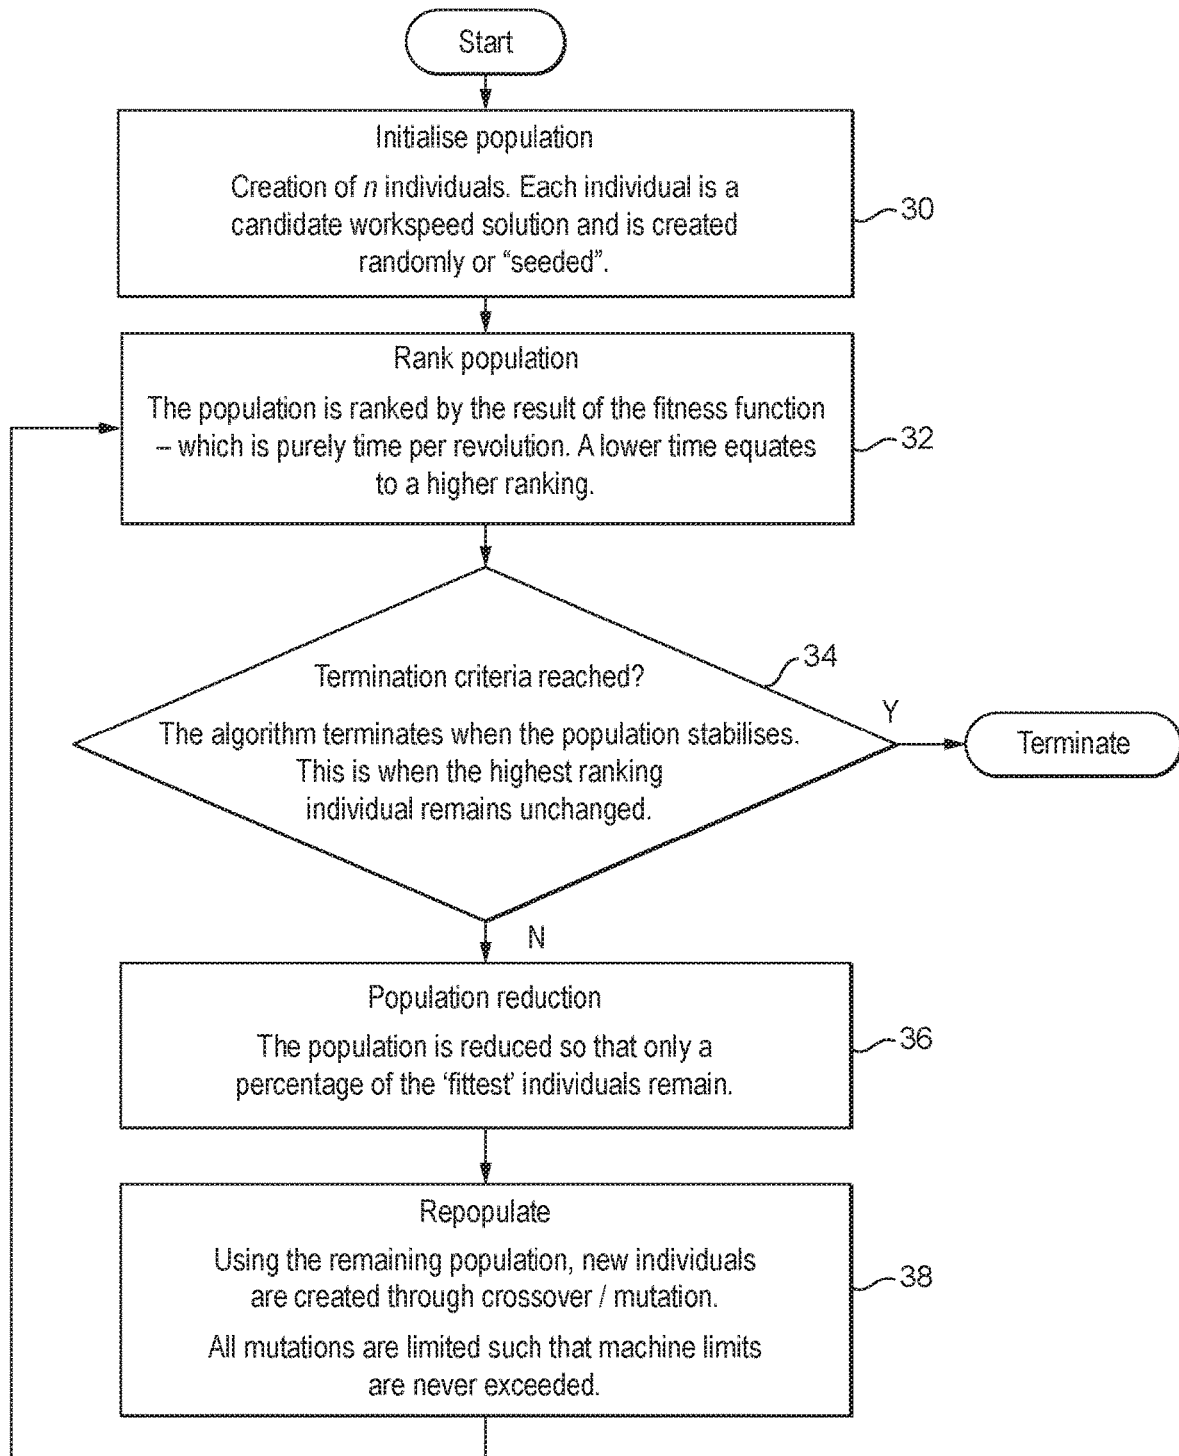 Start
Initialise population
Creation of n individuals. Each individual is a
candidate workspeed solution and is created
randomly or “seeded”.
30
Rank population
The population is ranked by the result of the fitness function
– which is purely time per revolution. A lower time equates
to a higher ranking.
32
Termination criteria reached?
34
The algorithm terminates when the population stabilises.
This is when the highest ranking
individual remains unchanged.
Y
Terminate
N
Population reduction
The population is reduced so that only a
percentage of the ‘fittest’ individuals remain.
36
Repopulate
Using the remaining population, new individuals
are created through crossover / mutation.
38
All mutations are limited such that machine limits
are never exceeded.